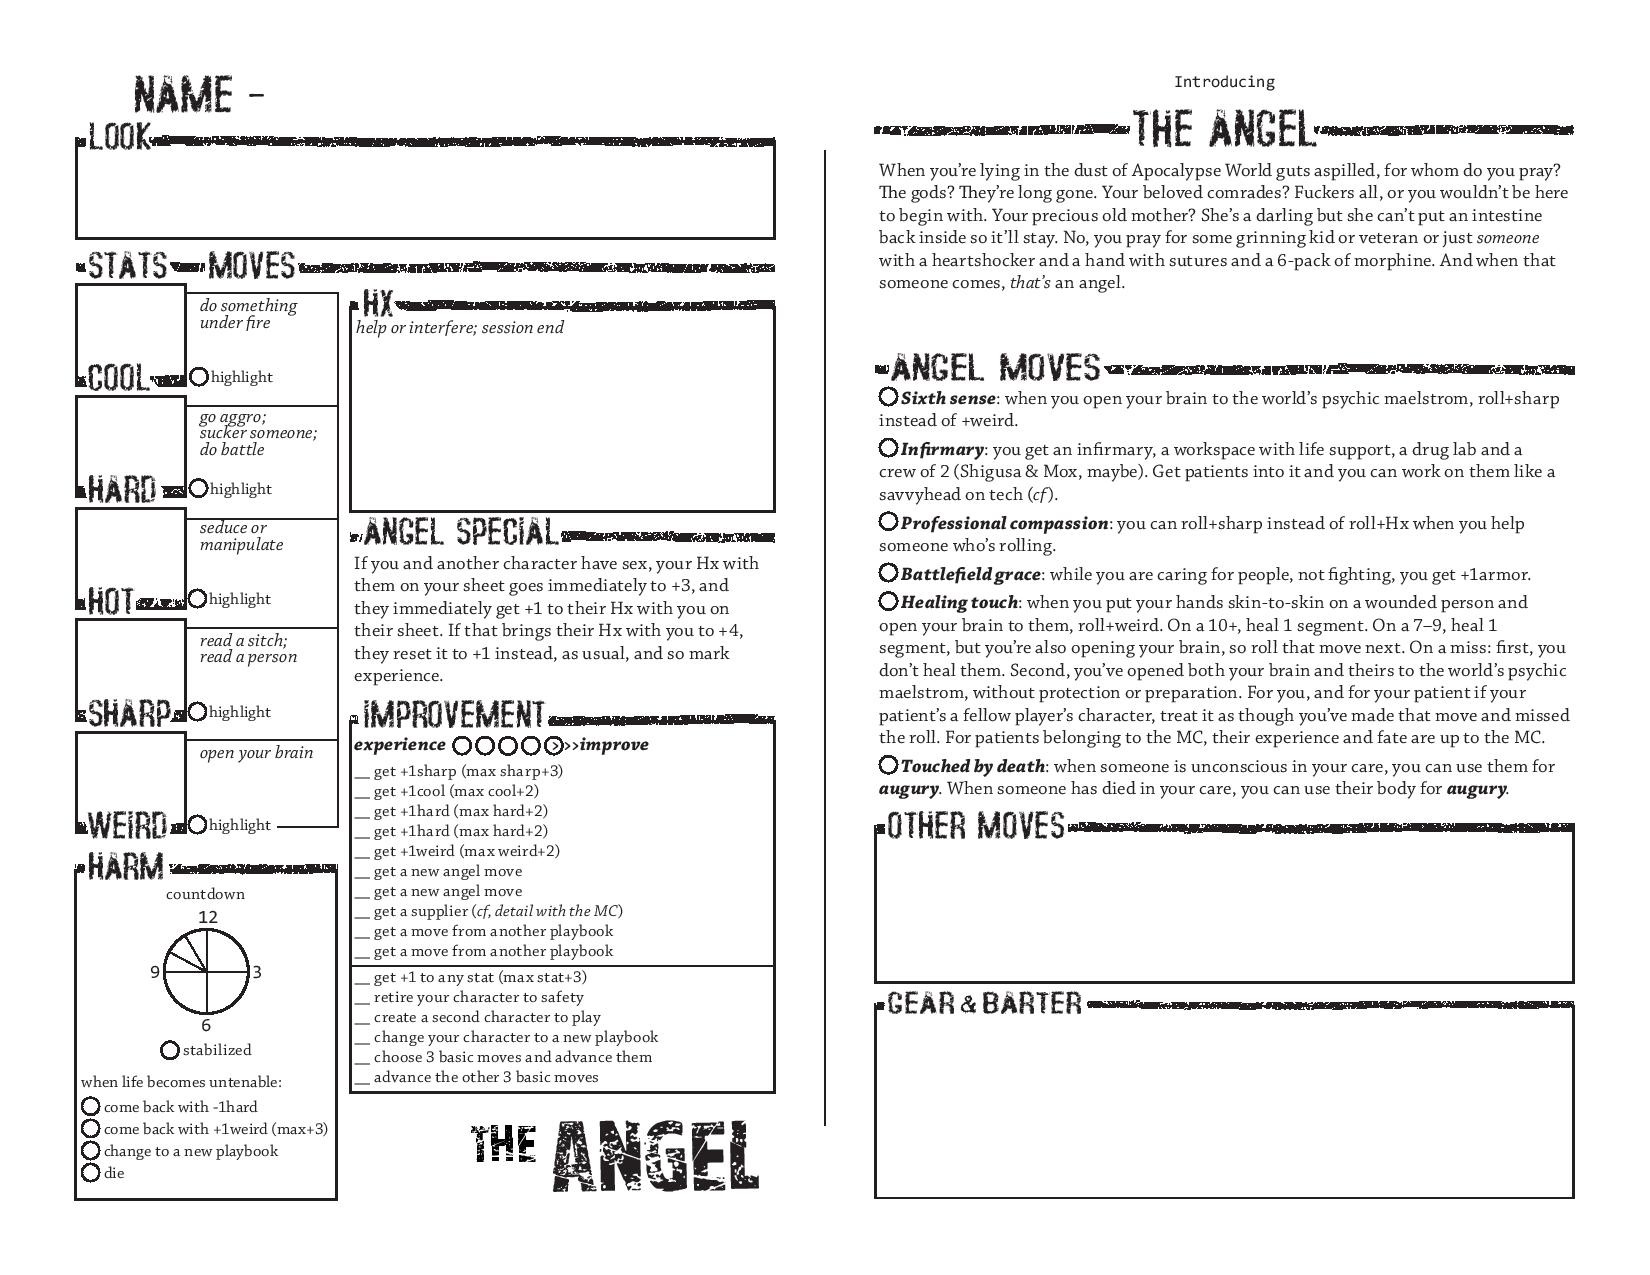 NAME –
LOOK
STATS MOVES
do something
under fire
COOL
highlight
go aggro;
sucker someone;
do battle
HARD
highlight
seduce or
manipulate
HOT
highlight
read a sitch;
read a person
SHARP
highlight
open your brain
WEIRD
highlight
HARM
countdown
12
9
3
6
stabilized
when life becomes untenable:
come back with -1hard
come back with +1weird (max+3)
change to a new playbook
die
HX
help or interfere; session end
ANGEL SPECIAL
If you and another character have sex, your Hx with
them on your sheet goes immediately to +3, and
they immediately get +1 to their Hx with you on
their sheet. If that brings their Hx with you to +4,
they reset it to +1 instead, as usual, and so mark
experience.
IMPROVEMENT
experience >>>improve
__ get +1sharp (max sharp+3)
__ get +1cool (max cool+2)
__ get +1hard (max hard+2)
__ get +1hard (max hard+2)
__ get +1weird (max weird+2)
__ get a new angel move
__ get a new angel move
__ get a supplier (cf, detail with the MC)
__ get a move from another playbook
__ get a move from another playbook
__ get +1 to any stat (max stat+3)
__ retire your character to safety
__ create a second character to play
__ change your character to a new playbook
__ choose 3 basic moves and advance them
__ advance the other 3 basic moves
THE ANGEL
Introducing
THE ANGEL
When you’re lying in the dust of Apocalypse World guts aspilled, for whom do you pray?
The gods? They’re long gone. Your beloved comrades? Fuckers all, or you wouldn’t be here
to begin with. Your precious old mother? She’s a darling but she can’t put an intestine
back inside so it’ll stay. No, you pray for some grinning kid or veteran or just someone
with a heartshocker and a hand with sutures and a 6-pack of morphine. And when that
someone comes, that’s an angel.
ANGEL MOVES
Sixth sense: when you open your brain to the world’s psychic maelstrom, roll+sharp
instead of +weird.
Infirmary: you get an infirmary, a workspace with life support, a drug lab and a
crew of 2 (Shigusa & Mox, maybe). Get patients into it and you can work on them like a
savvyhead on tech (cf).
Professional compassion: you can roll+sharp instead of roll+Hx when you help
someone who’s rolling.
Battlefield grace: while you are caring for people, not fighting, you get +1armor.
Healing touch: when you put your hands skin-to-skin on a wounded person and
open your brain to them, roll+weird. On a 10+, heal 1 segment. On a 7–9, heal 1
segment, but you’re also opening your brain, so roll that move next. On a miss: first, you
don’t heal them. Second, you’ve opened both your brain and theirs to the world’s psychic
maelstrom, without protection or preparation. For you, and for your patient if your
patient’s a fellow player’s character, treat it as though you’ve made that move and missed
the roll. For patients belonging to the MC, their experience and fate are up to the MC.
Touched by death: when someone is unconscious in your care, you can use them for
augury. When someone has died in your care, you can use their body for augury.
OTHER MOVES
GEAR & BARTER